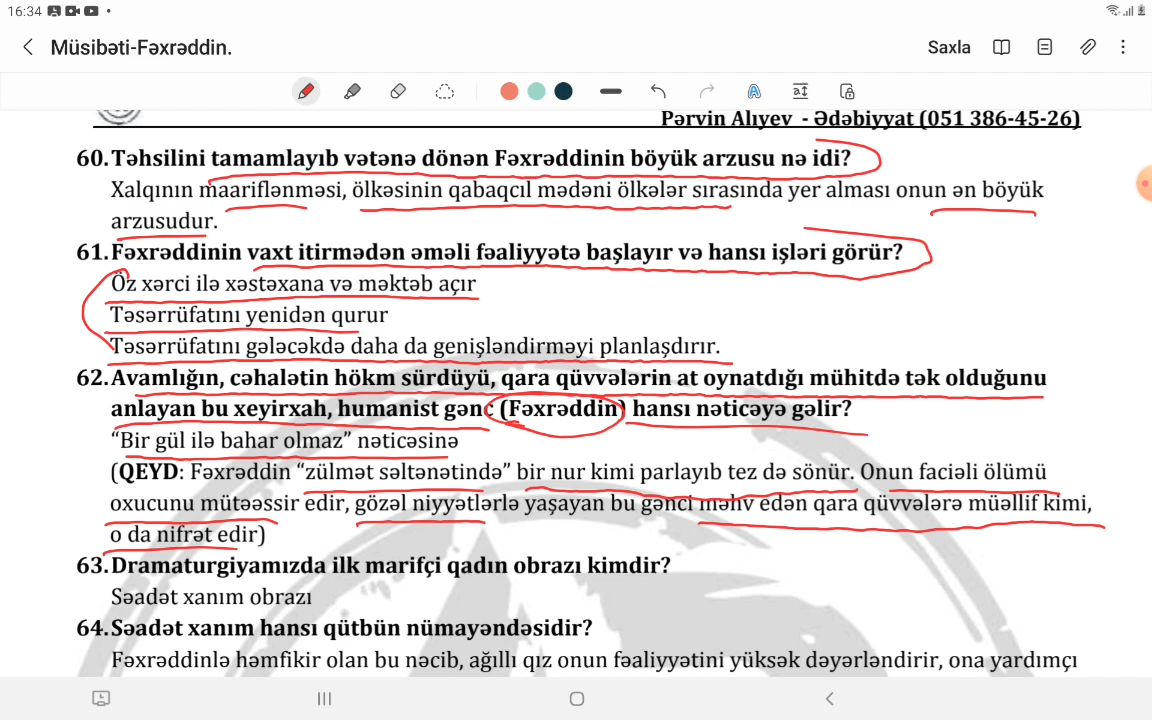 16:34
Müsibəti-Fəxrəddin.
Saxla
Pərvin Alıyev - Ədəbiyyat (051 386-45-26)
60. Təhsilini tamamlayıb vətənə dönən Fəxrəddinin böyük arzusu nə idi?
Xalqının maariflənməsi, ölkəsinin qabaqcıl mədəni ölkələr sırasında yer alması onun ən böyük
arzusudur.
61. Fəxrəddinin vaxt itirmədən əməli fəaliyyətə başlayır və hansı işləri görür?
Öz xərci ilə xəstəxana və məktəb açır
Təsərrüfatını yenidən qurur
Təsərrüfatını gələcəkdə daha da genişləndirməyi planlaşdırır.
62. Avamlığın, cəhalətin hökm sürdüyü, qara qüvvələrin at oynatdığı mühitdə tək olduğunu
anlayan bu xeyirxah, humanist gənc (Fəxrəddin) hansı nəticəyə gəlir?
“Bir gül ilə bahar olmaz” nəticəsinə
(QEYD: Fəxrəddin “zülmət səltənətində” bir nur kimi parlayıb tez də sönür. Onun faciəli ölümü
oxucunu mütəəssir edir, gözəl niyyətlərlə yaşayan bu gənci məhv edən qara qüvvələrə müəllif kimi,
o da nifrət edir)
63. Dramaturgiyamızda ilk marifçi qadın obrazı kimdir?
Səadət xanım obrazı
64. Səadət xanım hansı qütbün nümayəndəsidir?
Fəxrəddinlə həmfikir olan bu nəcib, ağıllı qız onun fəaliyyətini yüksək dəyərləndirir, ona yardımçı